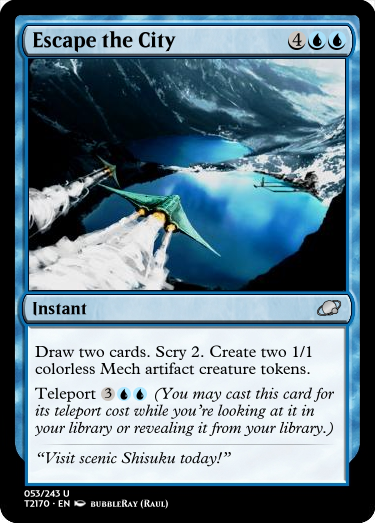 Escape the City 4UU
Instant
Draw two cards. Scry 2. Create two 1/1
colorless Mech artifact creature tokens.
Teleport 3UU (You may cast this card for
its teleport cost while you're looking at it in
your library or revealing it from your library.)
"Visit scenic Shisuku today!"
053/243 U
T2170 · EN BUBBLERAY (RAUL)